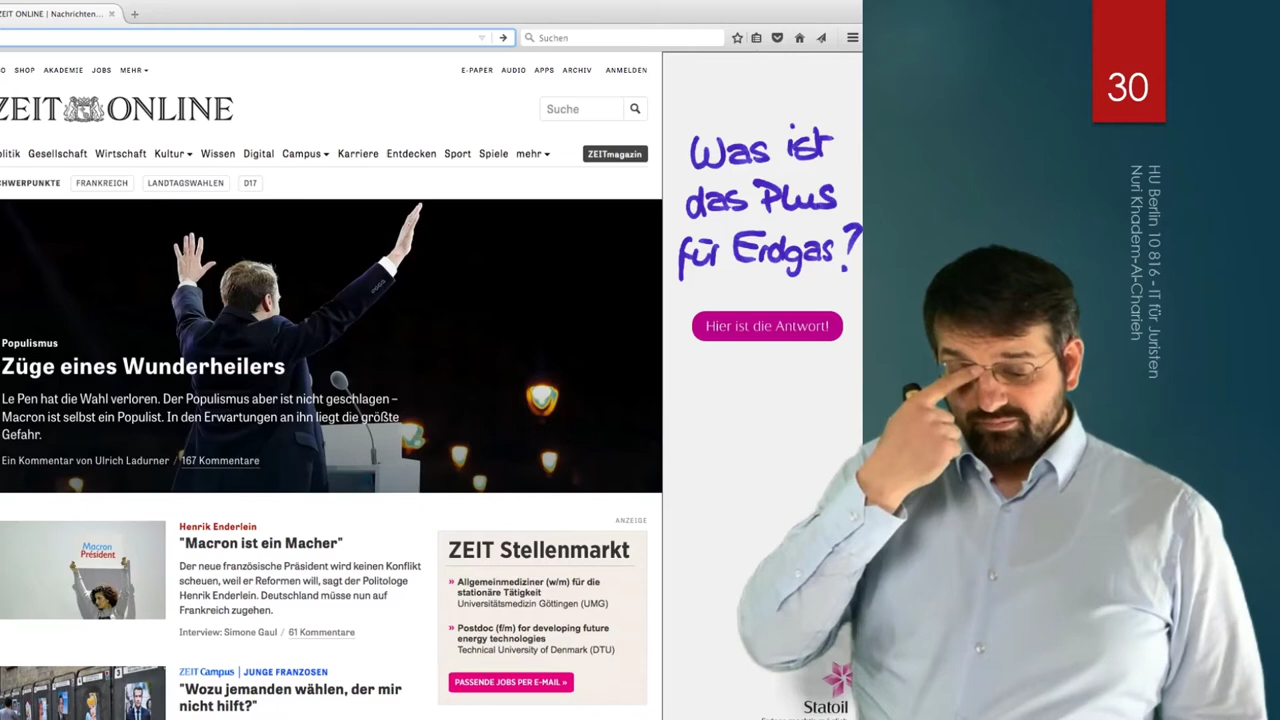 ZEIT ONLINE | Nachrichten...
Suchen
SHOP AKADEMIE JOBS MEHR
E-PAPER AUDIO APPS ARCHIV ANMELDEN
ZEIT ONLINE
Suche
olitik Gesellschaft Wirtschaft Kultur Wissen Digital Campus Karriere Entdecken Sport Spiele mehr ZEITmagazin
CHWERPUNKTE FRANKREICH LANDTAGSWAHLEN D17
Populismus
Züge eines Wunderheilers
Le Pen hat die Wahl verloren. Der Populismus aber ist nicht geschlagen –
Macron ist selbst ein Populist. In den Erwartungen an ihn liegt die größte
Gefahr.
Ein Kommentar von Ulrich Ladurner / 167 Kommentare
Macron
Président
Henrik Enderlein
"Macron ist ein Macher"
Der neue französische Präsident wird keinen Konflikt
scheuen, weil er Reformen will, sagt der Politologe
Henrik Enderlein. Deutschland müsse nun auf
Frankreich zugehen.
Interview: Simone Gaul / 61 Kommentare
ZEIT Campus | JUNGE FRANZOSEN
"Wozu jemanden wählen, der mir
nicht hilft?"
ANZEIGE
ZEIT Stellenmarkt
» Allgemeinmediziner (w/m) für die
stationäre Tätigkeit
Universitätsmedizin Göttingen (UMG)
» Postdoc (f/m) for developing future
energy technologies
Technical University of Denmark (DTU)
PASSENDE JOBS PER E-MAIL »
Was ist
das Plus
für Erdgas?
Hier ist die Antwort!
Statoil
30
HU Berlin 10 816 - IT für Juristen
Nuri Khadem-Al-Charieh